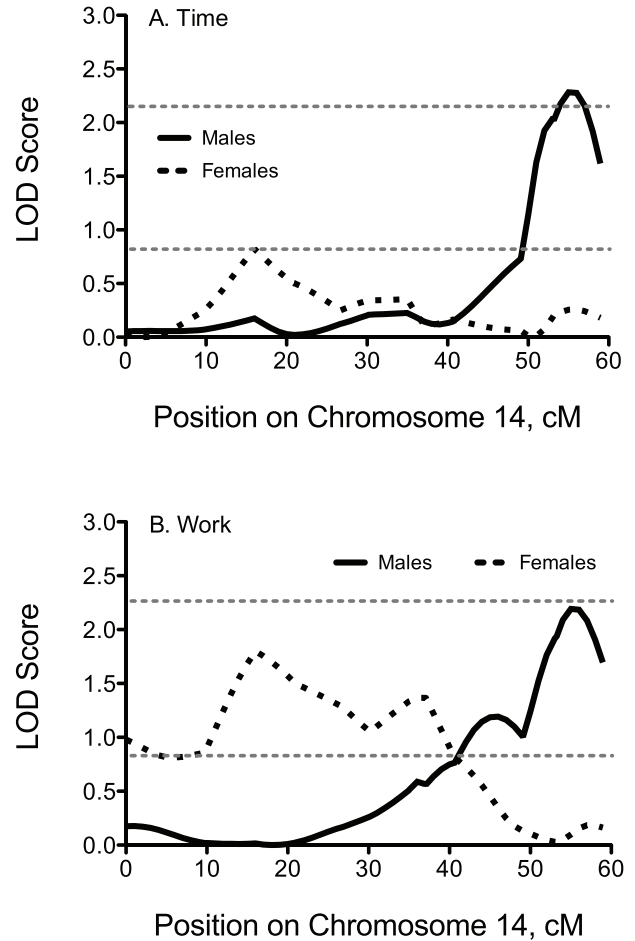 A. Time
3.0
2.5
2.0
1.5
1.0
0.5
0.0
LOD Score
Males
Females
0 10 20 30 40 50 60
Position on Chromosome 14, cM
B. Work
3.0
2.5
2.0
1.5
1.0
0.5
0.0
LOD Score
Males Females
0 10 20 30 40 50 60
Position on Chromosome 14, cM